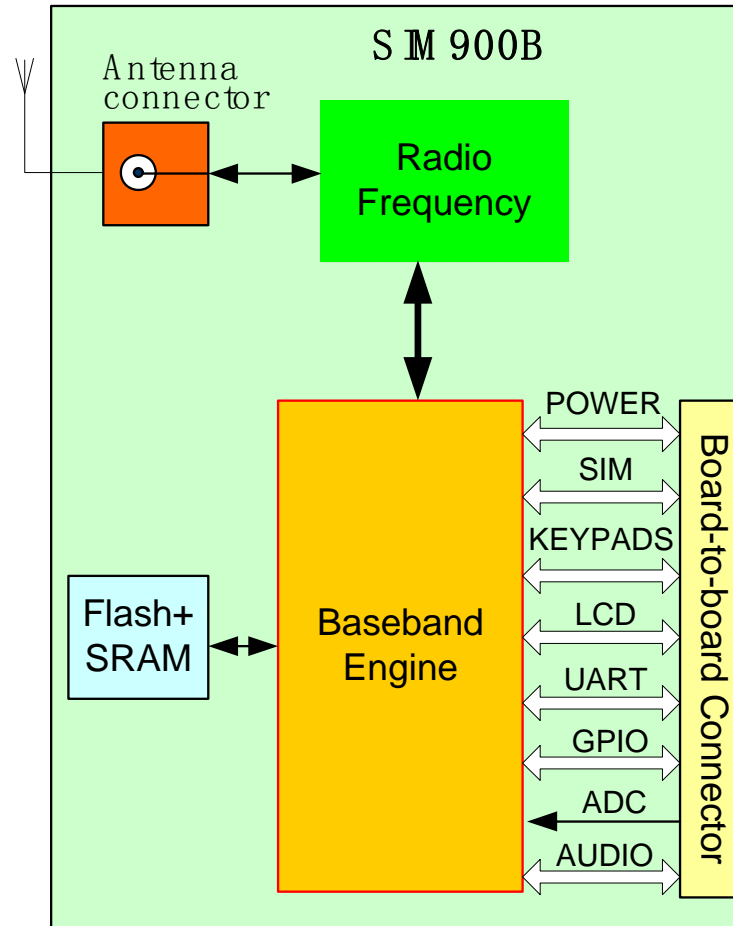 SIM900B
Antenna
connector
Radio
Frequency
POWER
SIM
KEYPADS
LCD
UART
GPIO
ADC
AUDIO
Flash+
SRAM
Baseband
Engine
Board-to-board Connector